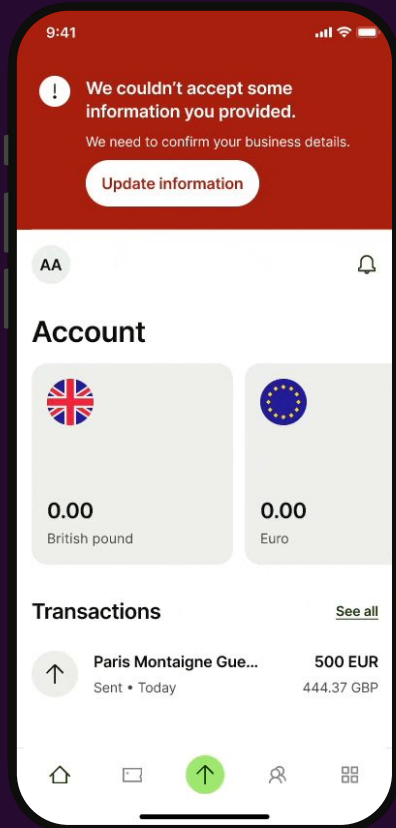 9:41
We couldn't accept some
information you provided.
We need to confirm your business details.
Update information
AA
Account
0.00
British pound
0.00
Euro
Transactions
See all
Paris Montaigne Gue...
500 EUR
Sent • Today
444.37 GBP